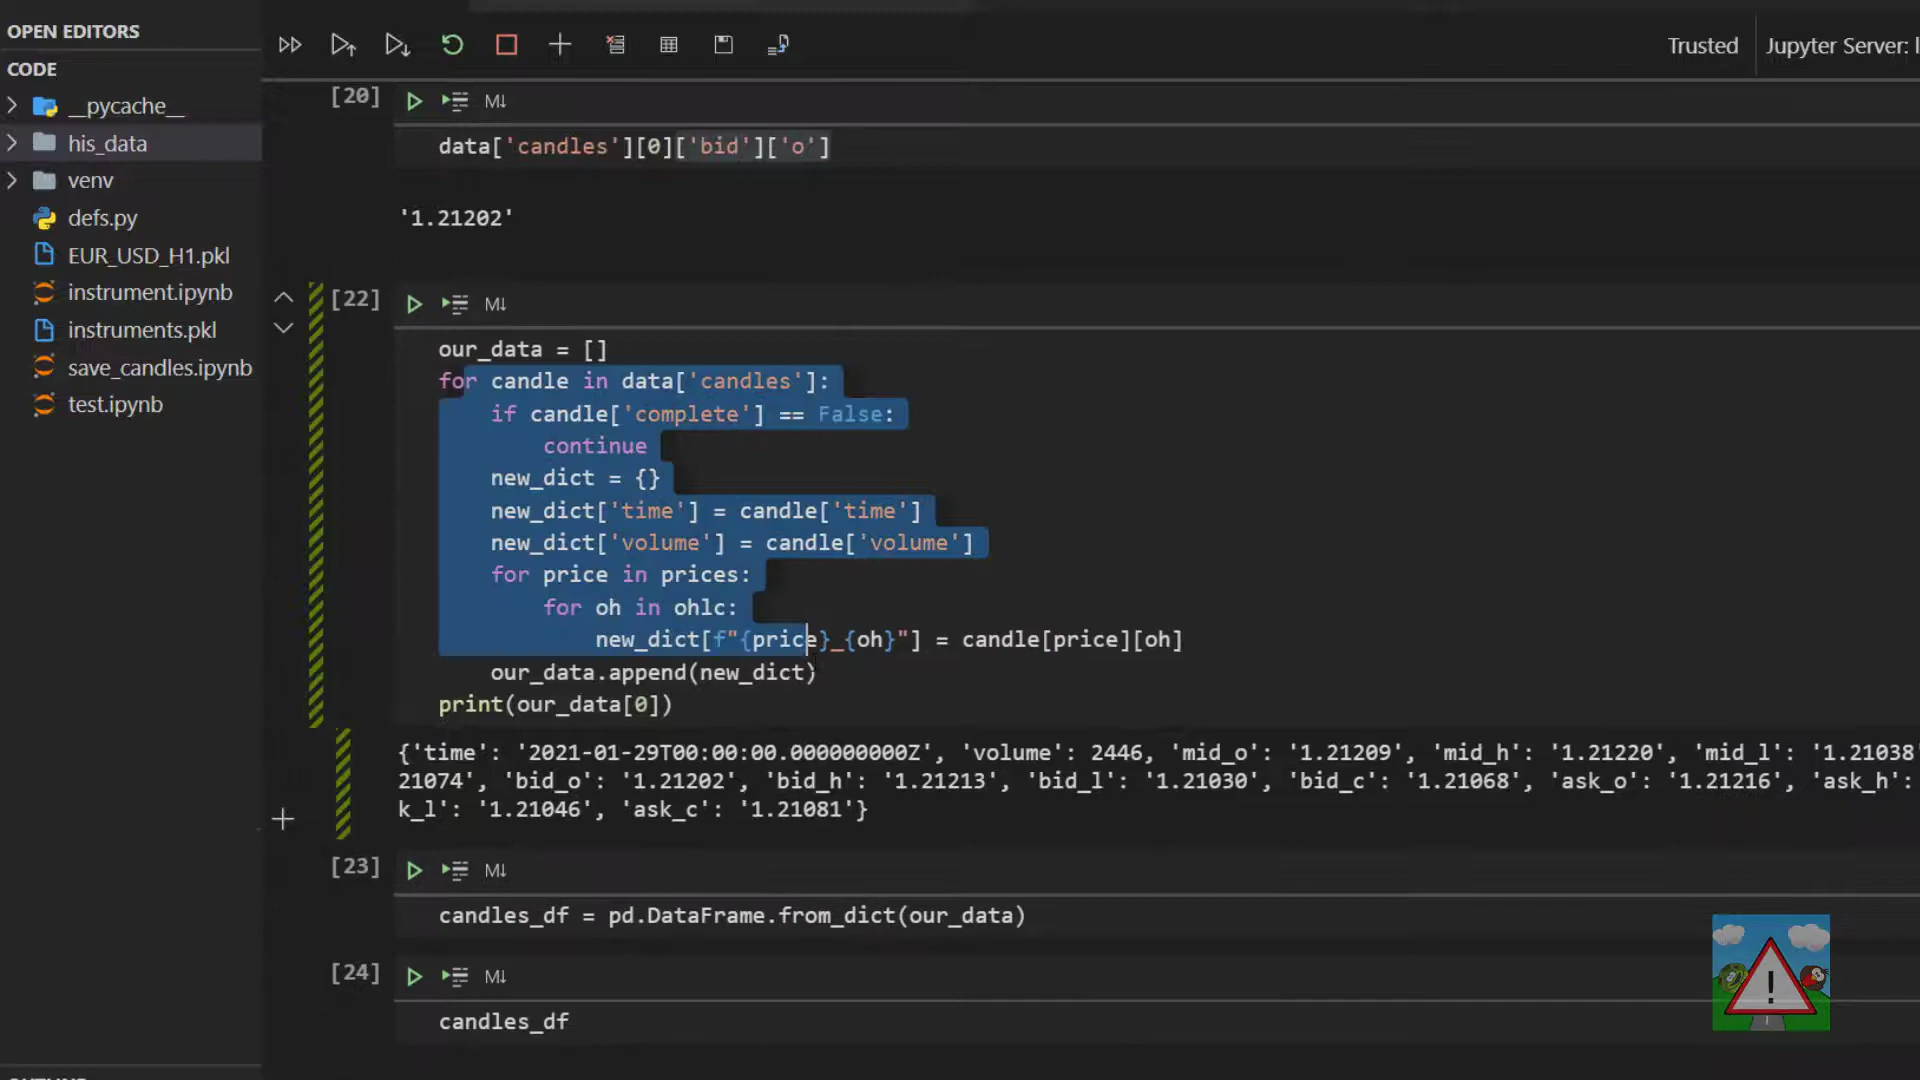 OPEN EDITORS
CODE
__pycache__
his_data
venv
defs.py
EUR_USD_H1.pkl
instrument.ipynb
instruments.pkl
save_candles.ipynb
test.ipynb
Trusted
Jupyter Server:
[20]
M↓
data['candles'][0]['bid']['o']
'1.21202'
[22]
M↓
our_data = []
for candle in data['candles']:
    if candle['complete'] == False:
        continue
    new_dict = {}
    new_dict['time'] = candle['time']
    new_dict['volume'] = candle['volume']
    for price in prices:
        for oh in ohlc:
            new_dict[f"{price}_{oh}"] = candle[price][oh]
    our_data.append(new_dict)
print(our_data[0])
{'time': '2021-01-29T00:00:00.000000000Z', 'volume': 2446, 'mid_o': '1.21209', 'mid_h': '1.21220', 'mid_l': '1.21038
21074', 'bid_o': '1.21202', 'bid_h': '1.21213', 'bid_l': '1.21030', 'bid_c': '1.21068', 'ask_o': '1.21216', 'ask_h':
k_l': '1.21046', 'ask_c': '1.21081'}
[23]
M↓
candles_df = pd.DataFrame.from_dict(our_data)
[24]
M↓
candles_df